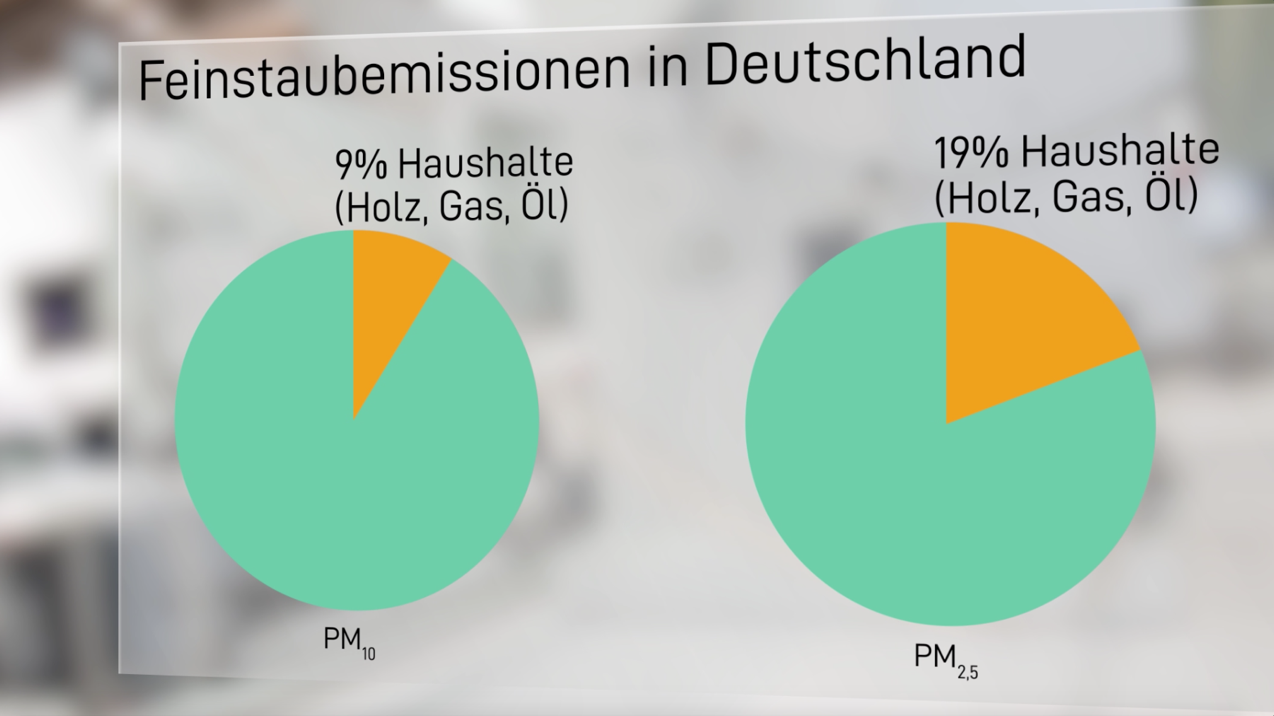 Feinstaubemissionen in Deutschland
9% Haushalte
(Holz, Gas, Öl)
19% Haushalte
(Holz, Gas, Öl)
PM10
PM2,5